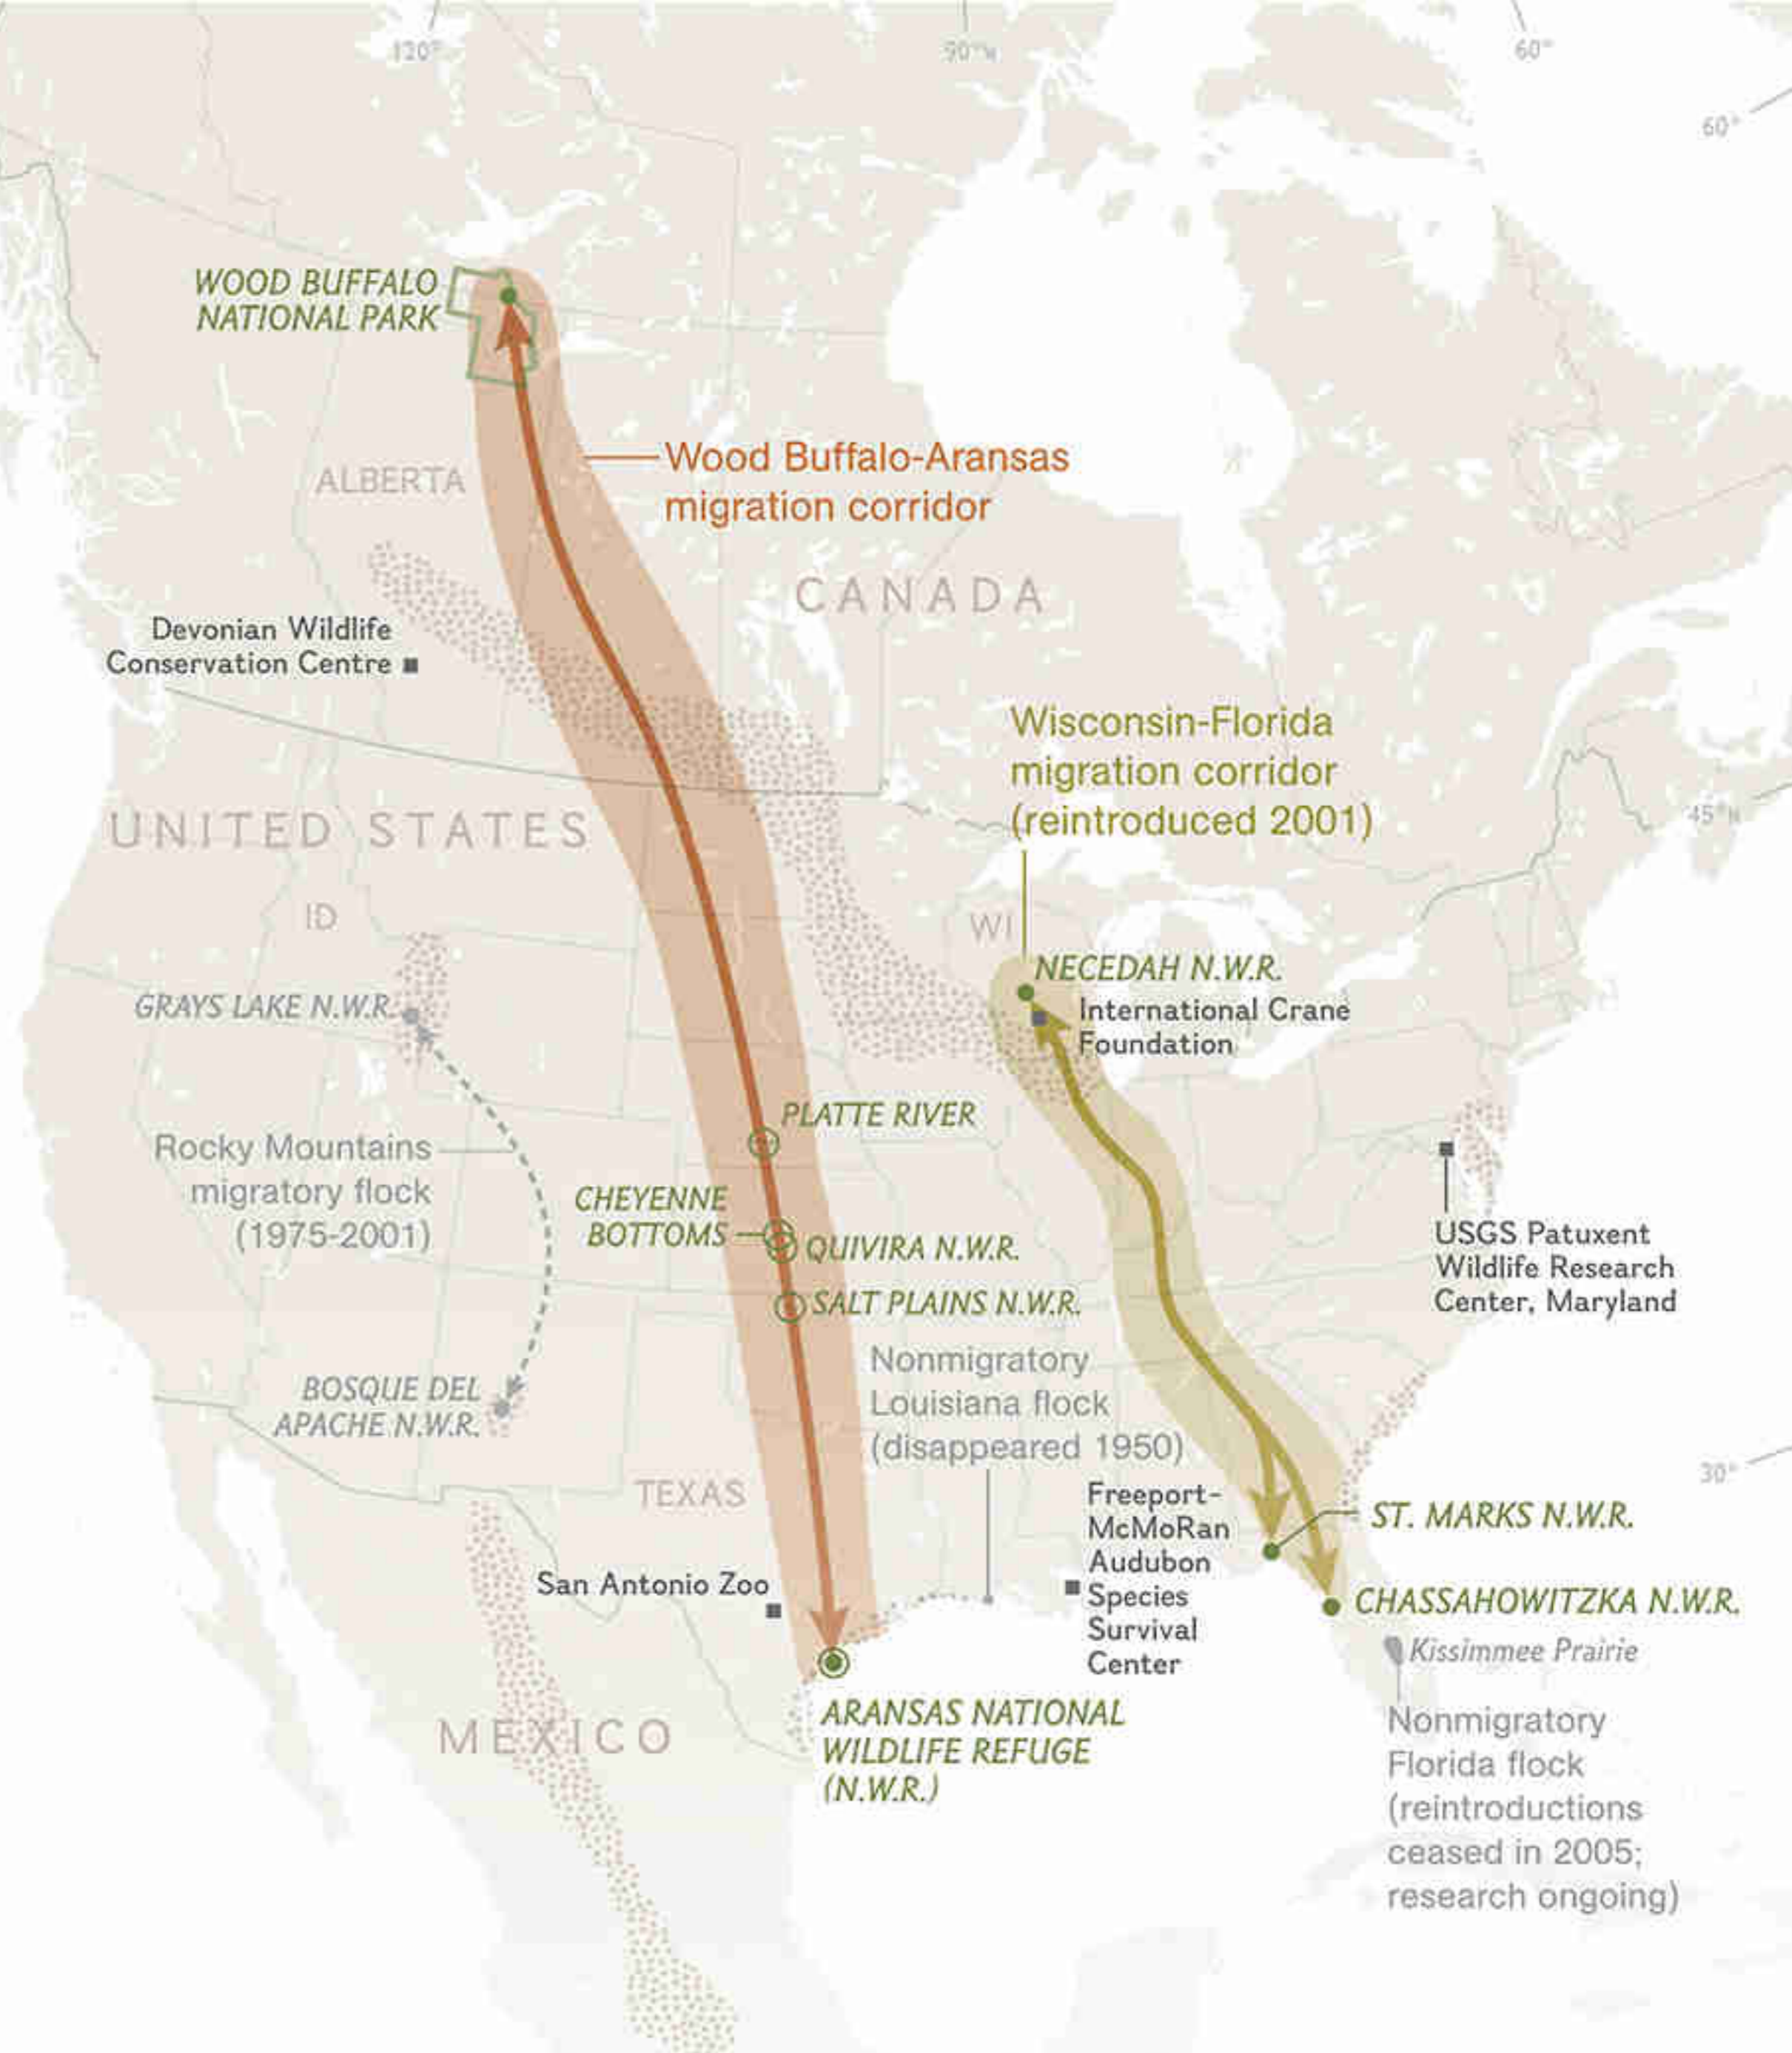 120°
90°W
60°
60°
WOOD BUFFALO
NATIONAL PARK
Wood Buffalo-Aransas
migration corridor
ALBERTA
CANADA
Devonian Wildlife
Conservation Centre
Wisconsin-Florida
migration corridor
(reintroduced 2001)
45°N
UNITED STATES
ID
WI
NECEDAH N.W.R.
International Crane
Foundation
GRAYS LAKE N.W.R.
PLATTE RIVER
Rocky Mountains
migratory flock
(1975-2001)
CHEYENNE
BOTTOMS
QUIVIRA N.W.R.
SALT PLAINS N.W.R.
USGS Patuxent
Wildlife Research
Center, Maryland
BOSQUE DEL
APACHE N.W.R.
Nonmigratory
Louisiana flock
(disappeared 1950)
30°
TEXAS
Freeport-
McMoRan
Audubon
Species
Survival
Center
ST. MARKS N.W.R.
San Antonio Zoo
CHASSAHOWITZKA N.W.R.
Kissimmee Prairie
ARANSAS NATIONAL
WILDLIFE REFUGE
(N.W.R.)
MEXICO
Nonmigratory
Florida flock
(reintroductions
ceased in 2005;
research ongoing)